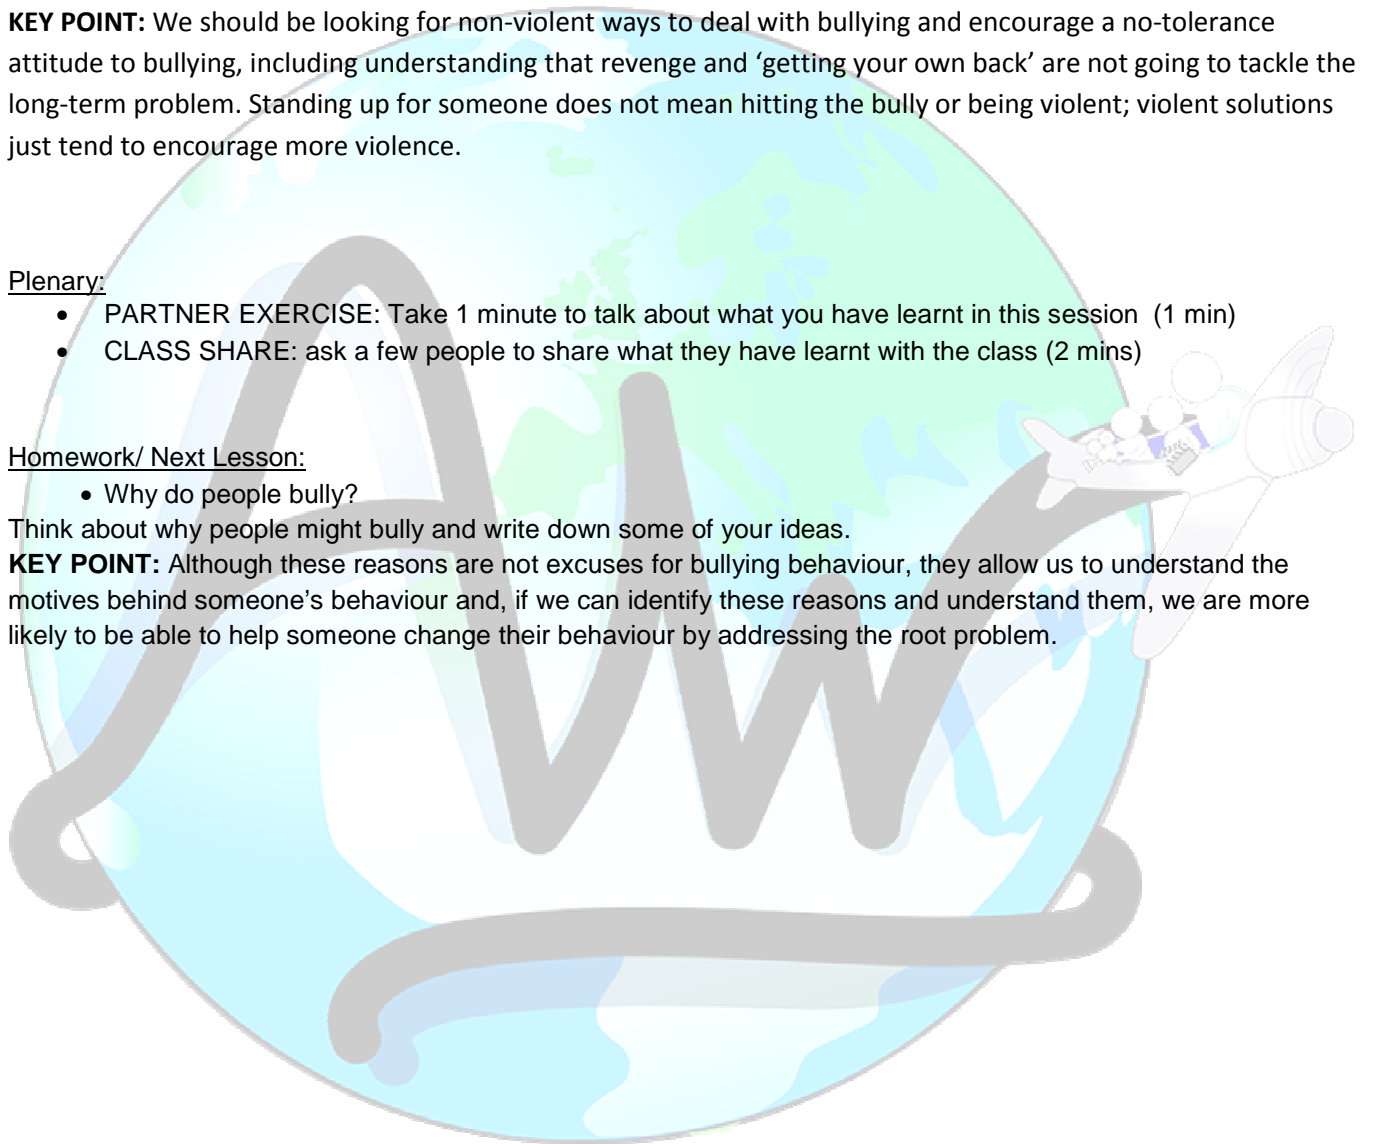 KEY POINT: We should be looking for non-violent ways to deal with bullying and encourage a no-tolerance
attitude to bullying, including understanding that revenge and ‘getting your own back’ are not going to tackle the
long-term problem. Standing up for someone does not mean hitting the bully or being violent; violent solutions
just tend to encourage more violence.
Plenary:
• PARTNER EXERCISE: Take 1 minute to talk about what you have learnt in this session (1 min)
• CLASS SHARE: ask a few people to share what they have learnt with the class (2 mins)
Homework/ Next Lesson:
• Why do people bully?
Think about why people might bully and write down some of your ideas.
KEY POINT: Although these reasons are not excuses for bullying behaviour, they allow us to understand the
motives behind someone’s behaviour and, if we can identify these reasons and understand them, we are more
likely to be able to help someone change their behaviour by addressing the root problem.
AW